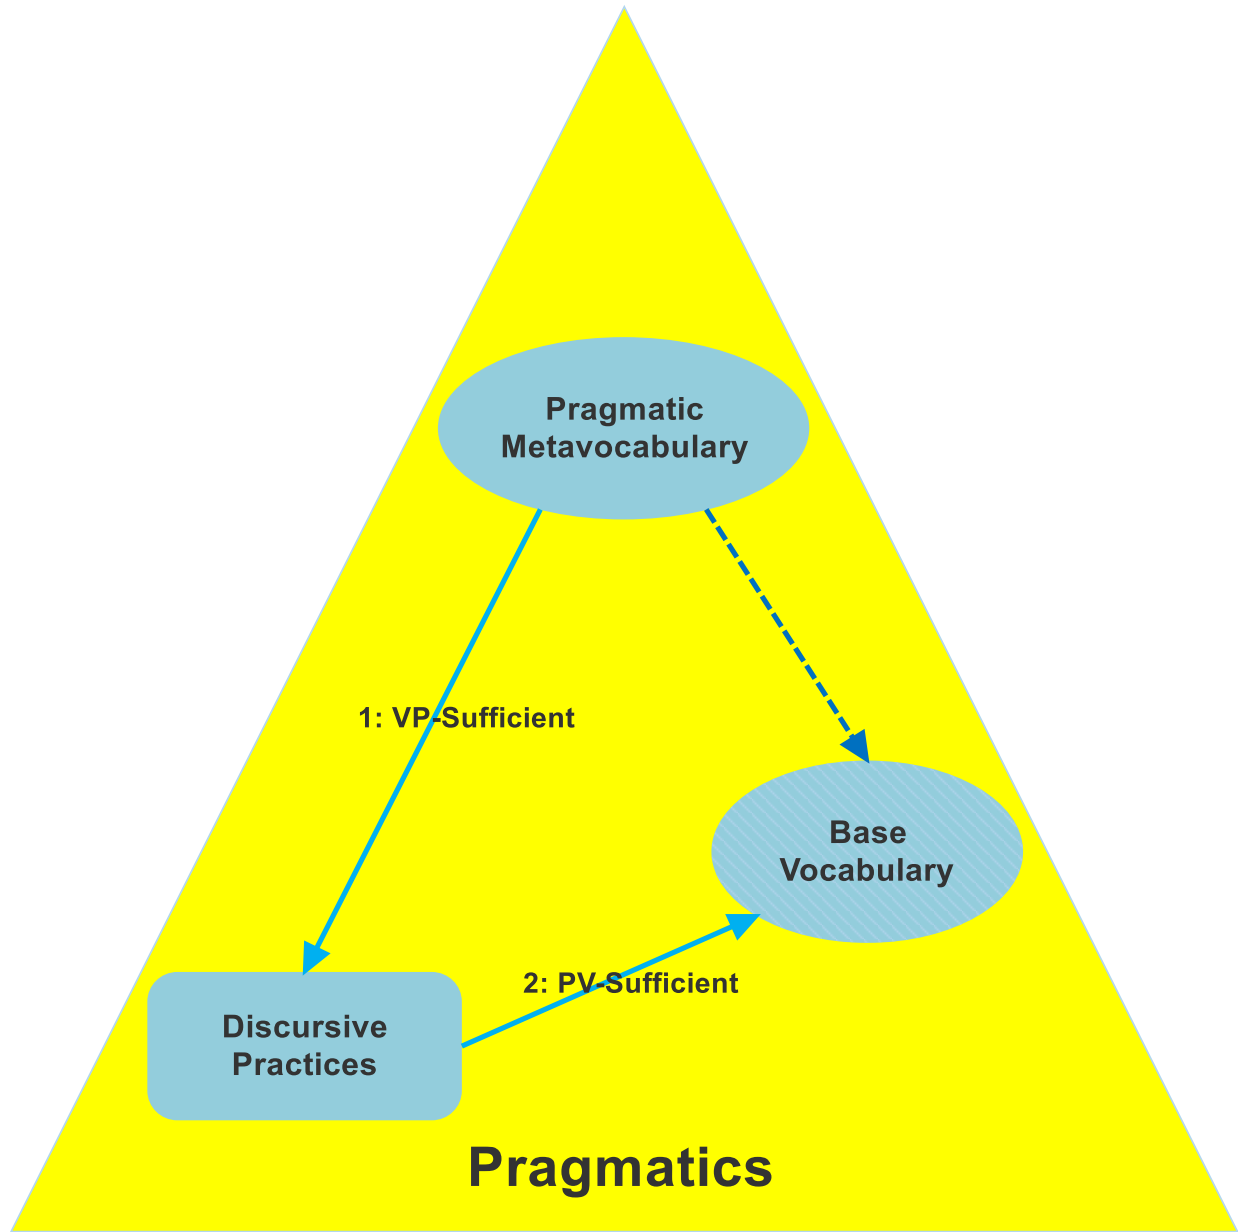 Pragmatic
Metavocabulary
1: VP-Sufficient
Base
Vocabulary
2: PV-Sufficient
Discursive
Practices
Pragmatics